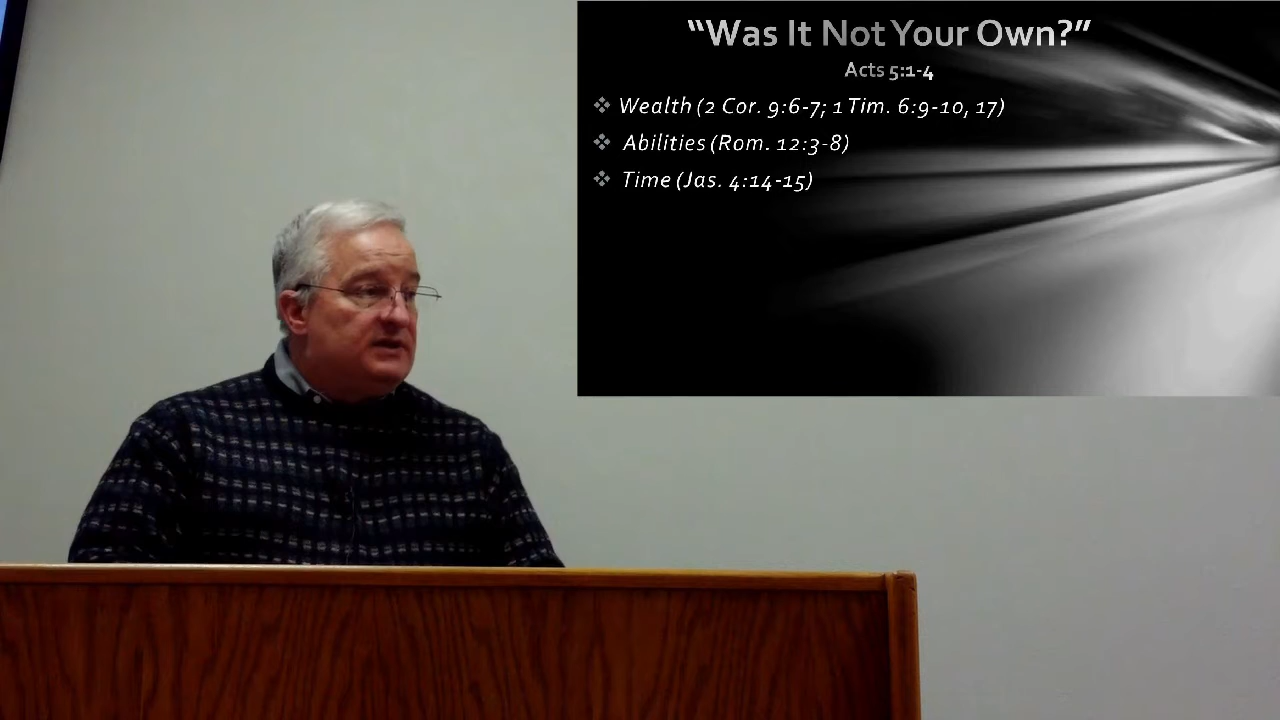 “Was It Not Your Own?”
Acts 5:1-4
❖ Wealth (2 Cor. 9:6-7; 1 Tim. 6:9-10, 17)
❖ Abilities (Rom. 12:3-8)
❖ Time (Jas. 4:14-15)